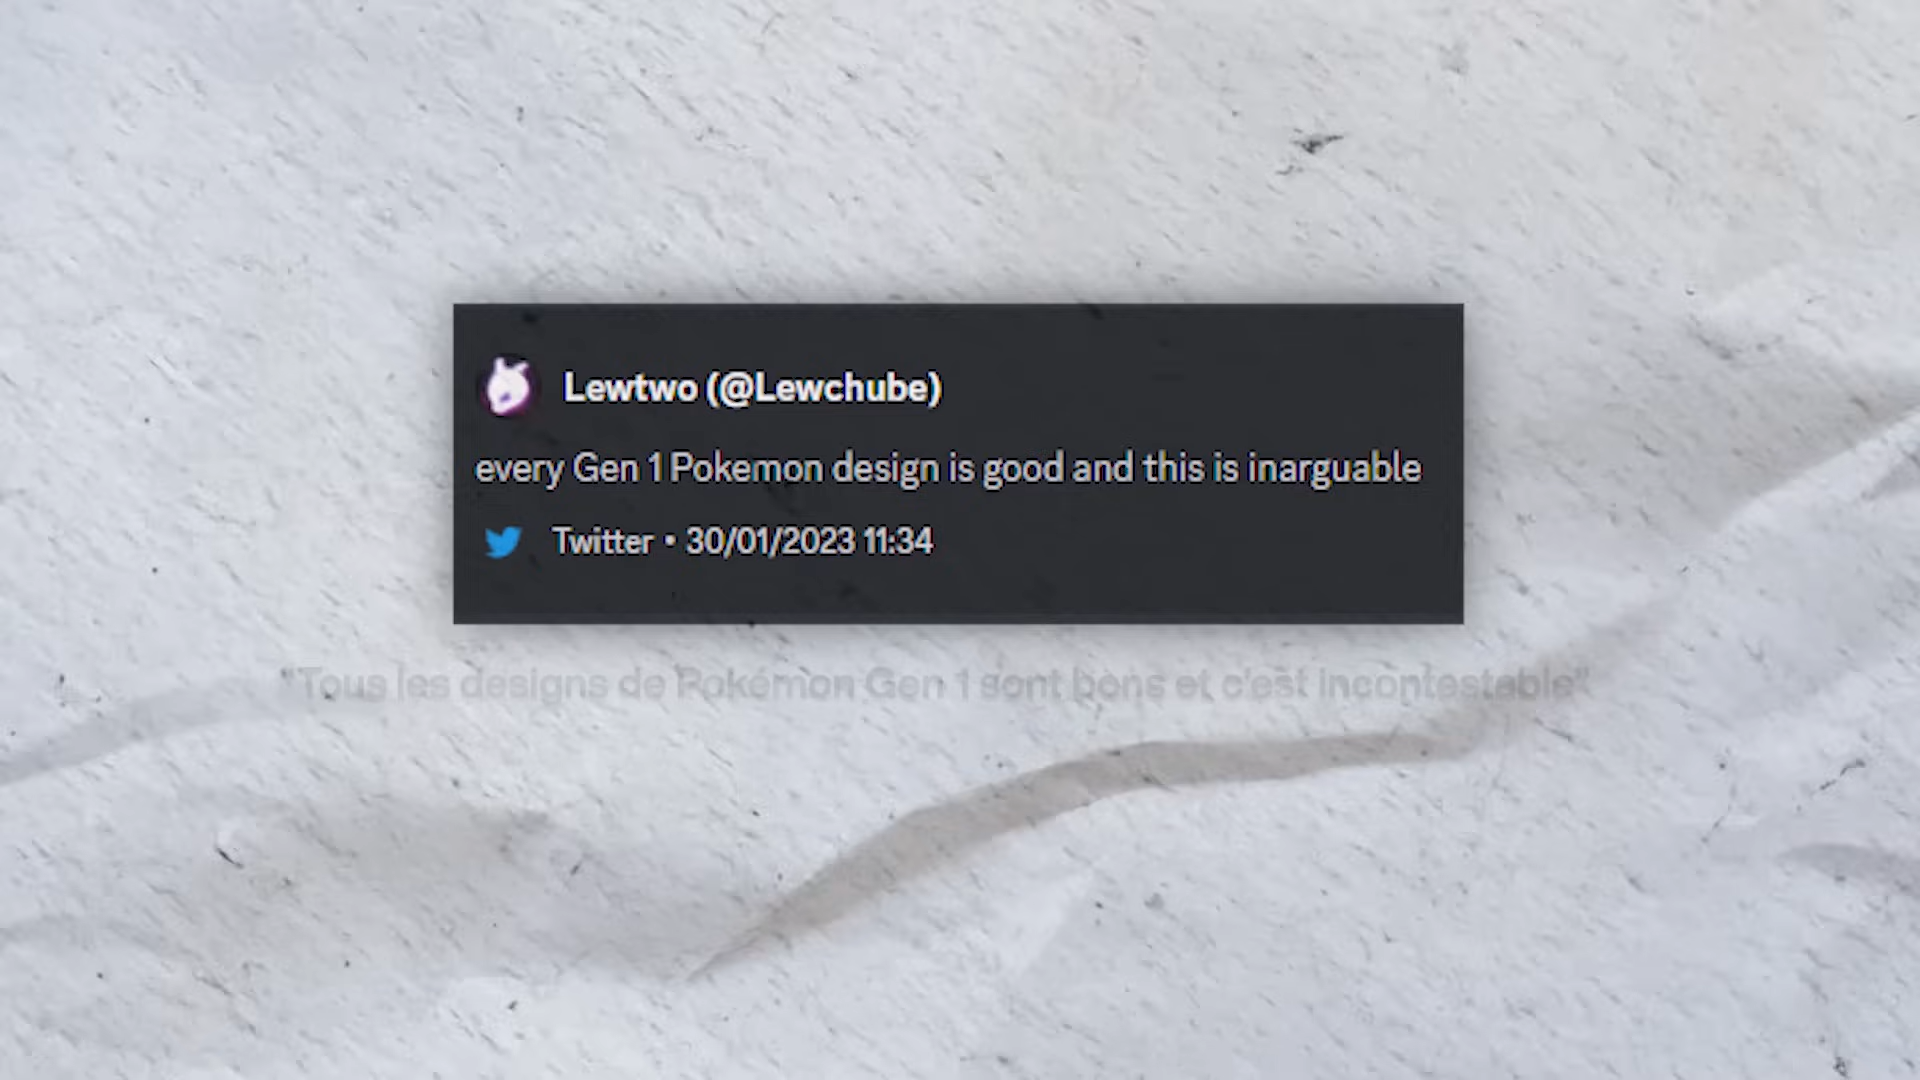 Lewtwo (@Lewchube)
every Gen 1 Pokemon design is good and this is inarguable
Twitter • 30/01/2023 11:34
"Tous les designs de Pokémon Gen 1 sont bons et c'est incontestable"